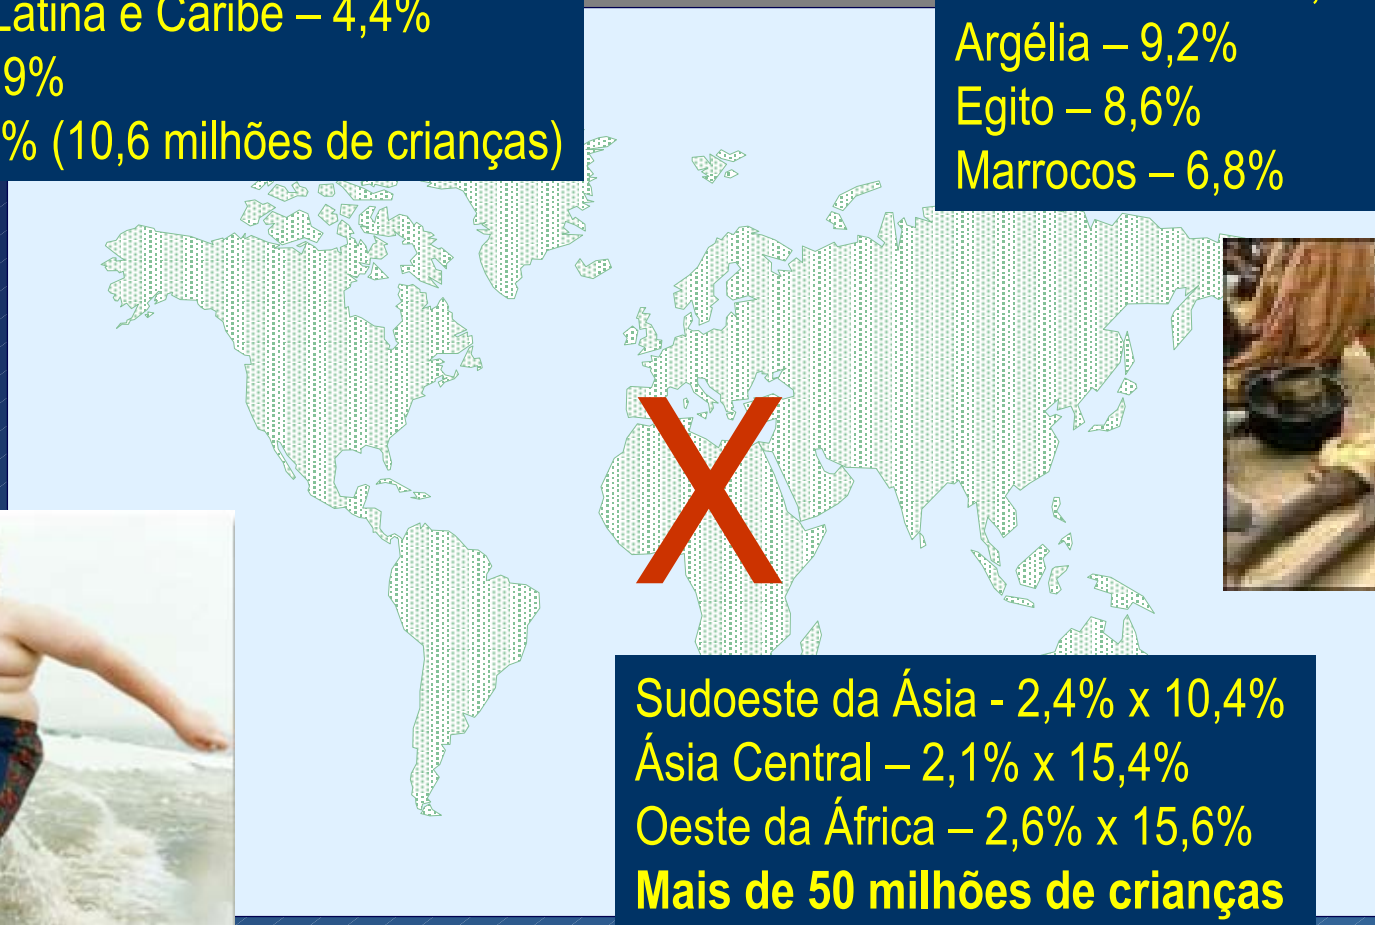 Latina e Caribe – 4,4%
9%
% (10,6 milhões de crianças)
Argélia – 9,2%
Egito – 8,6%
Marrocos – 6,8%
X
Sudoeste da Ásia - 2,4% x 10,4%
Ásia Central – 2,1% x 15,4%
Oeste da África – 2,6% x 15,6%
Mais de 50 milhões de crianças